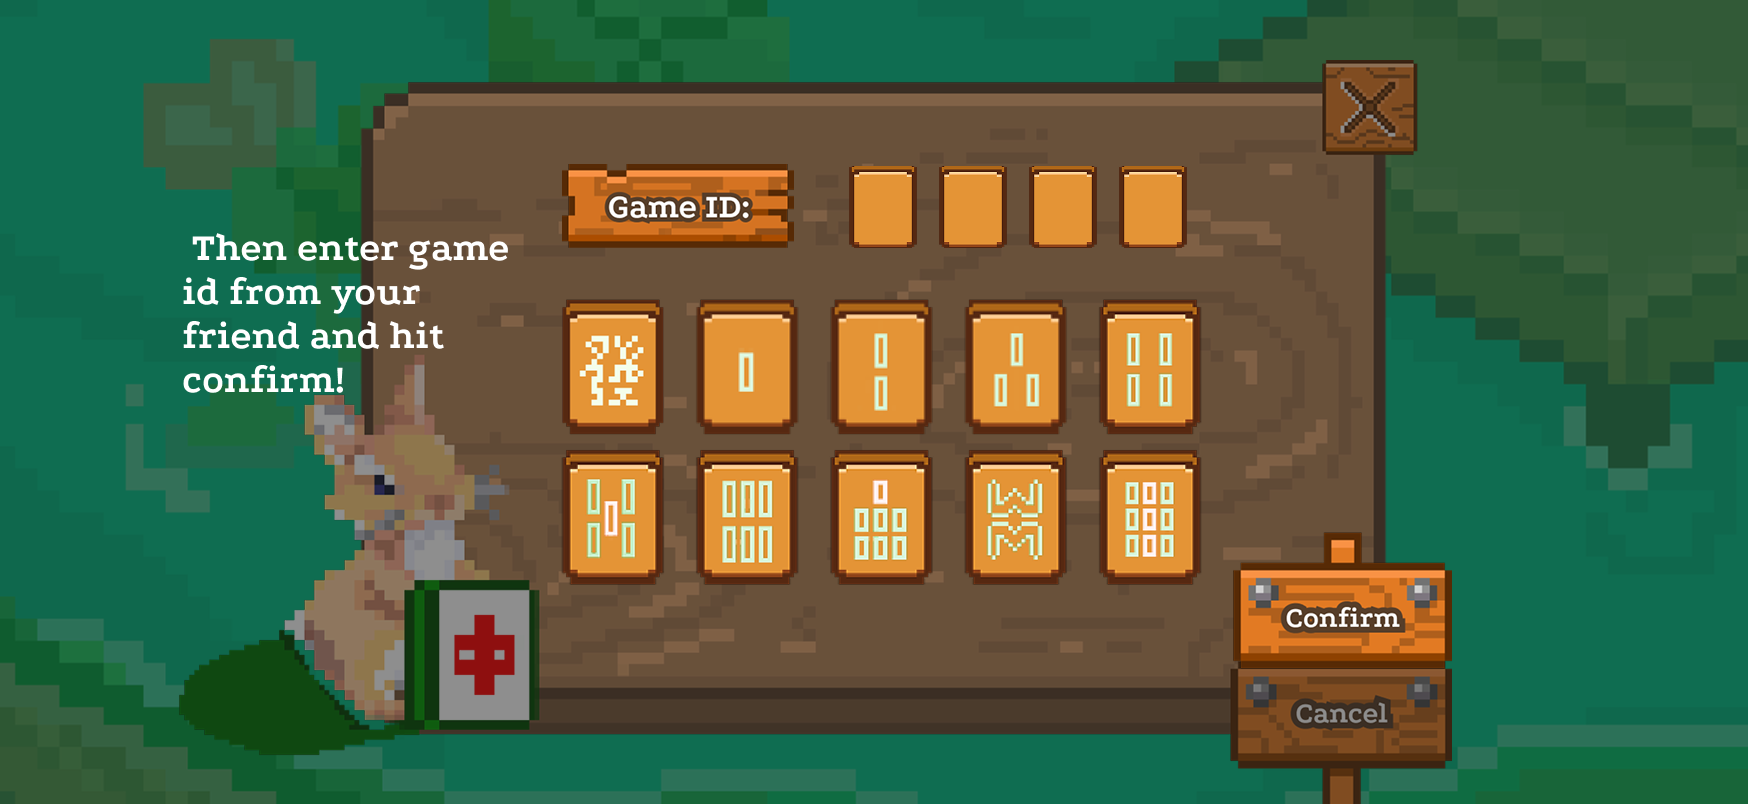 Game ID:
Then enter game
id from your
friend and hit
confirm!
Confirm
Cancel